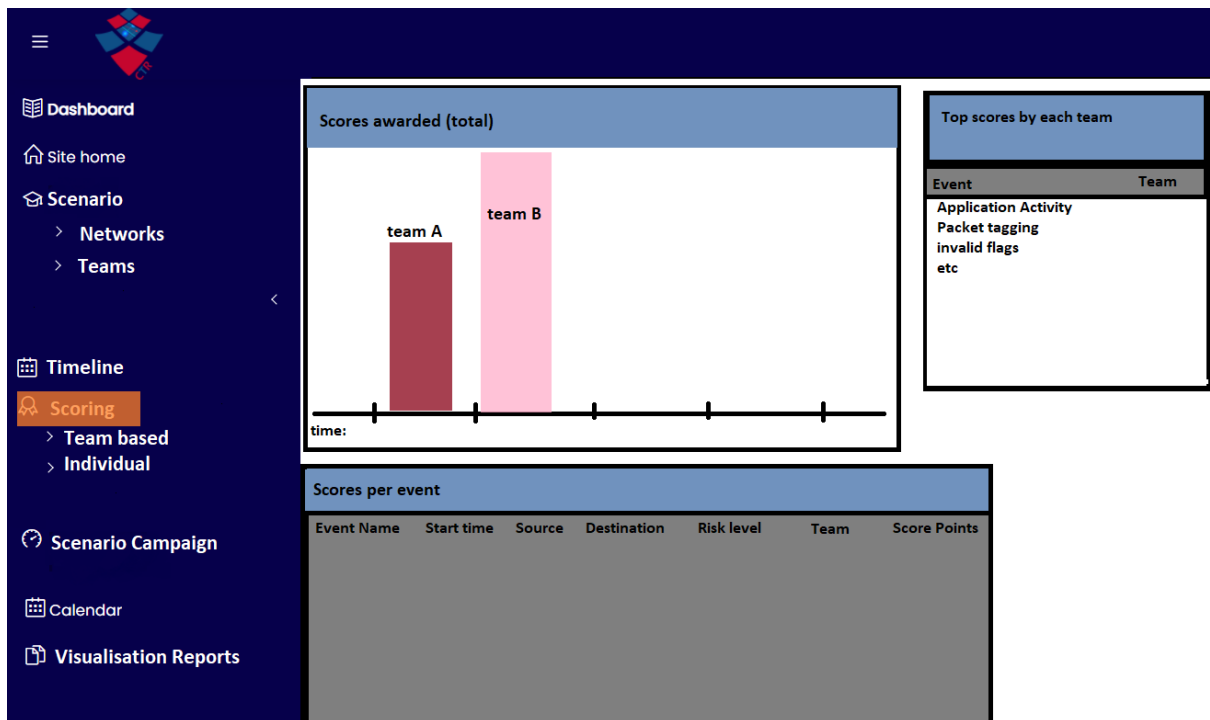 CTR
Dashboard
Site home
Scenario
Networks
Teams
Timeline
Scoring
Team based
Individual
Scenario Campaign
Calendar
Visualisation Reports
Scores awarded (total)
team A
team B
time:
Top scores by each team
Event Team
Application Activity
Packet tagging
invalid flags
etc
Scores per event
Event Name Start time Source Destination Risk level Team Score Points